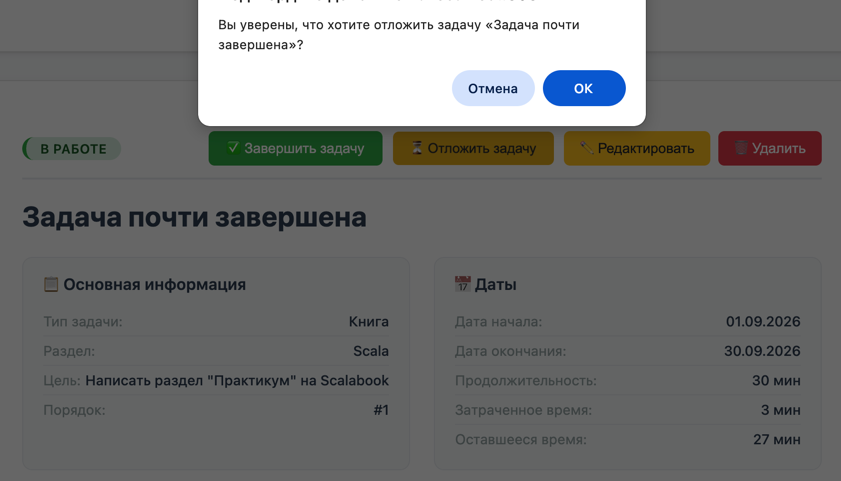 Вы уверены, что хотите отложить задачу «Задача почти
завершена»?
Отмена
ОК
В РАБОТЕ
Завершить задачу
Отложить задачу
Редактировать
Удалить
Задача почти завершена
Основная информация
Тип задачи: Книга
Раздел: Scala
Цель: Написать раздел "Практикум" на Scalabook
Порядок: #1
17 Даты
Дата начала: 01.09.2026
Дата окончания: 30.09.2026
Продолжительность: 30 мин
Затраченное время: 3 мин
Оставшееся время: 27 мин